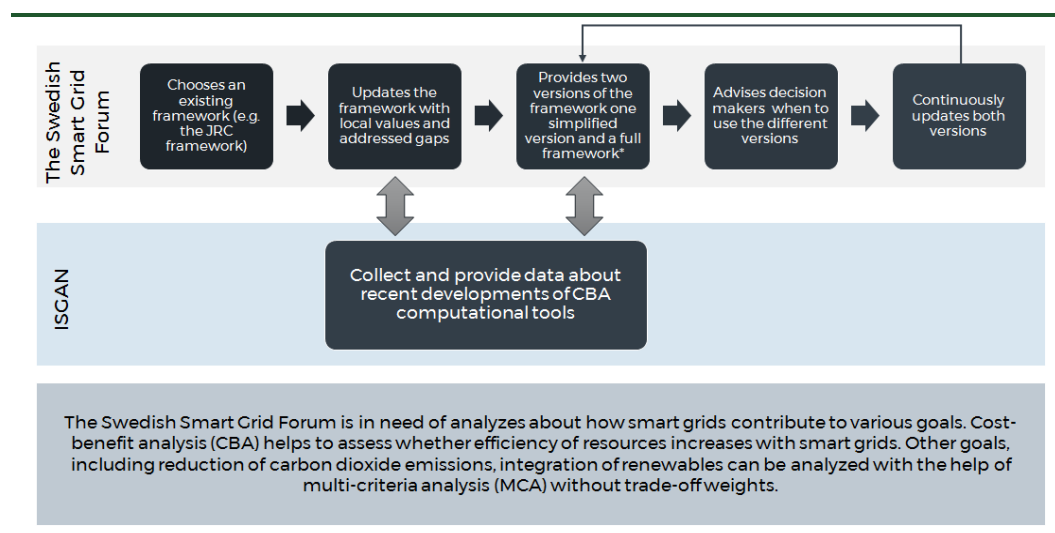 The Swedish
Smart Grid
Forum
Chooses an
existing
framework (e.g.
the JRC
framework)
Updates the
framework with
local values and
addressed gaps
Provides two
versions of the
framework one
simplified
version and a full
framework*
Advises decision
makers when to
use the different
versions
Continuously
updates both
versions
ISGAN
Collect and provide data about
recent developments of CBA
computational tools
The Swedish Smart Grid Forum is in need of analyzes about how smart grids contribute to various goals. Cost-
benefit analysis (CBA) helps to assess whether efficiency of resources increases with smart grids. Other goals,
including reduction of carbon dioxide emissions, integration of renewables can be analyzed with the help of
multi-criteria analysis (MCA) without trade-off weights.